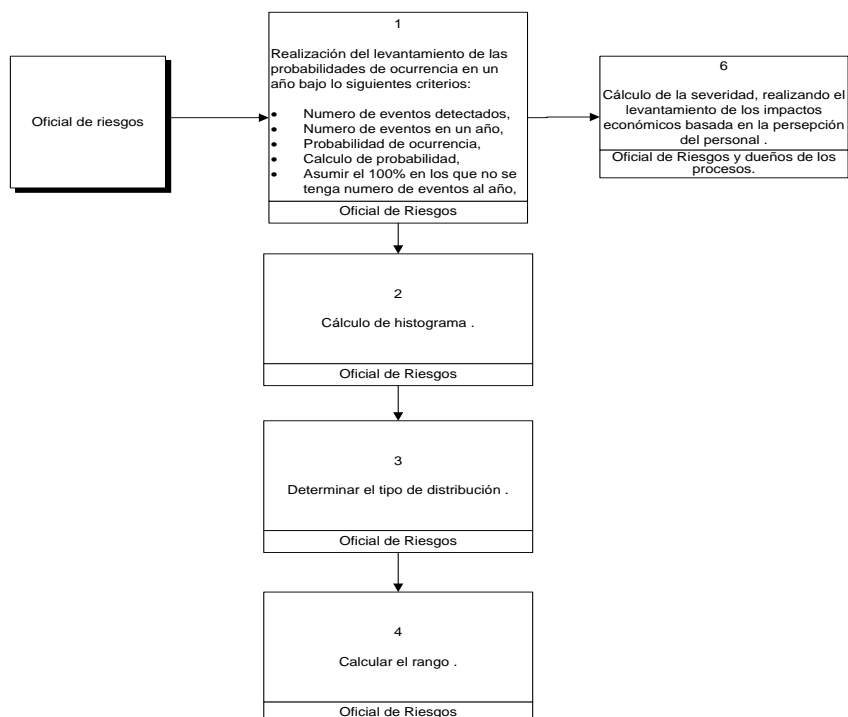 Oficial de riesgos
1
Realización del levantamiento de las
probabilidades de ocurrencia en un
año bajo lo siguientes criterios:
• Numero de eventos detectados,
• Numero de eventos en un año,
• Probabilidad de ocurrencia,
• Calculo de probabilidad,
• Asumir el 100% en los que no se
tenga numero de eventos al año,
Oficial de Riesgos
6
Cálculo de la severidad, realizando el
levantamiento de los impactos
económicos basada en la persepción
del personal .
Oficial de Riesgos y dueños de los
procesos.
2
Cálculo de histograma .
Oficial de Riesgos
3
Determinar el tipo de distribución .
Oficial de Riesgos
4
Calcular el rango .
Oficial de Riesgos